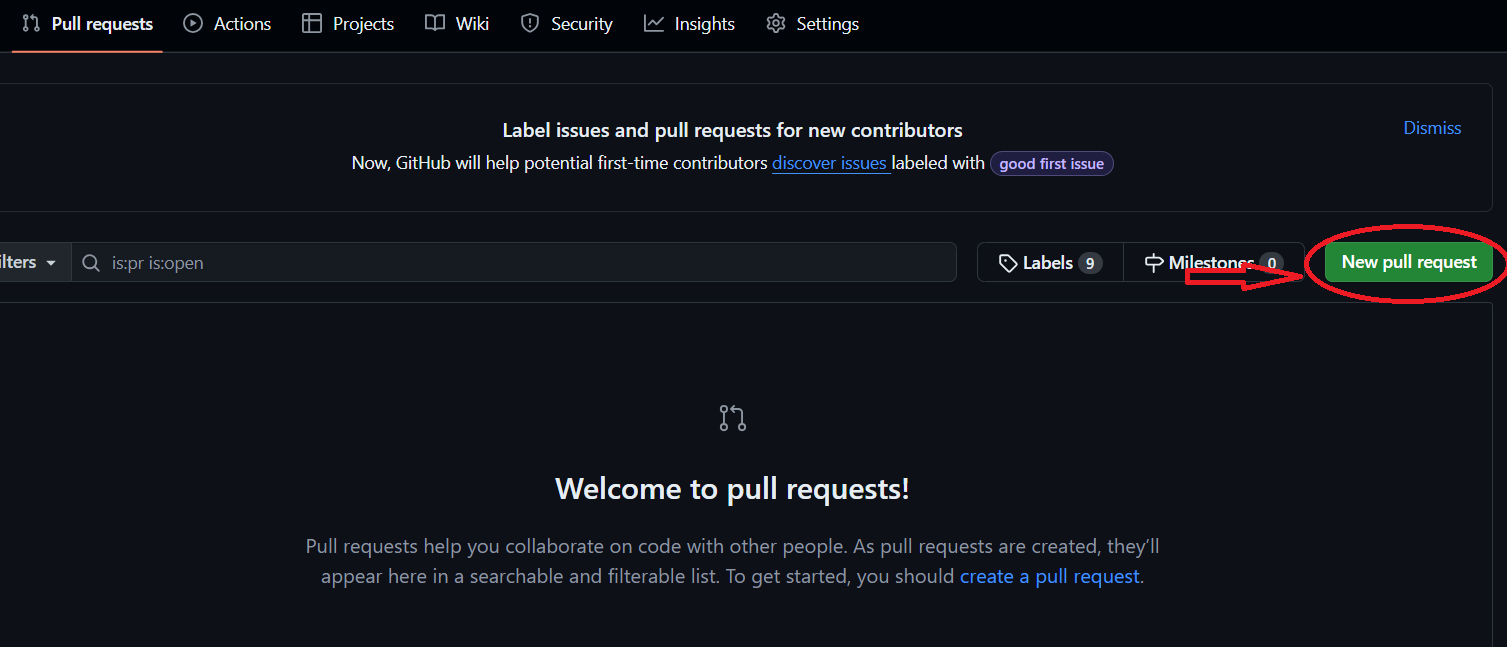 Pull requests Actions Projects Wiki Security Insights Settings
Label issues and pull requests for new contributors
Dismiss
Now, GitHub will help potential first-time contributors discover issues labeled with good first issue
is:pr is:open Labels 9 Milestones 0 New pull request
Welcome to pull requests!
Pull requests help you collaborate on code with other people. As pull requests are created, they’ll
appear here in a searchable and filterable list. To get started, you should create a pull request.